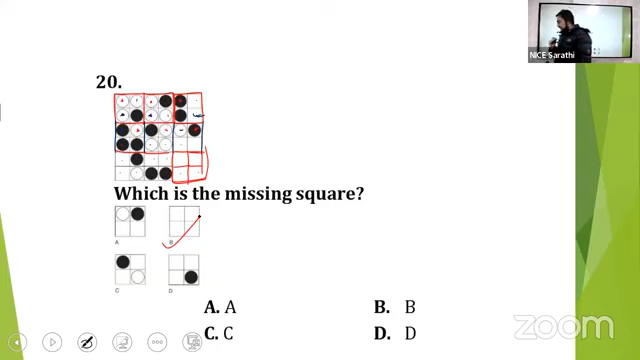 NICE Sarathi
20.
Which is the missing square?
A
B
C
D
A. A
B. B
C. C
D. D
zoom